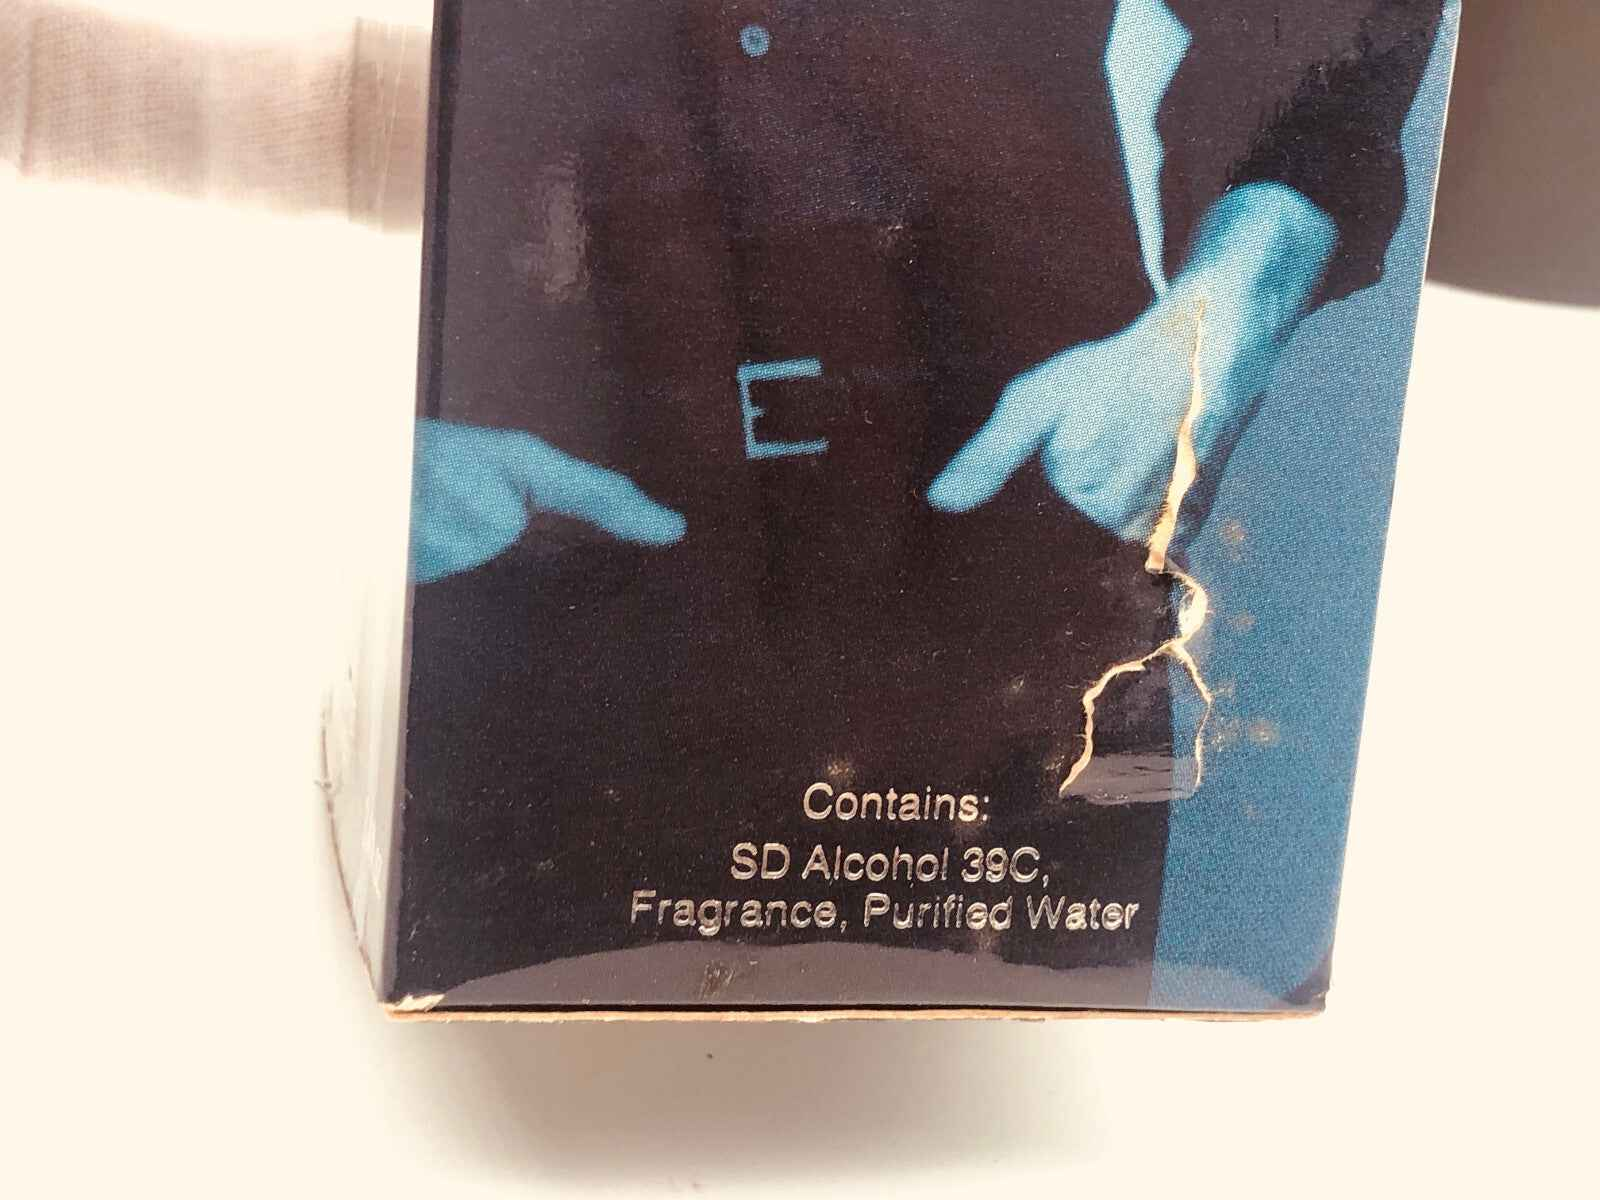 E
Contains:
SD Alcohol 39C,
Fragrance, Purified Water